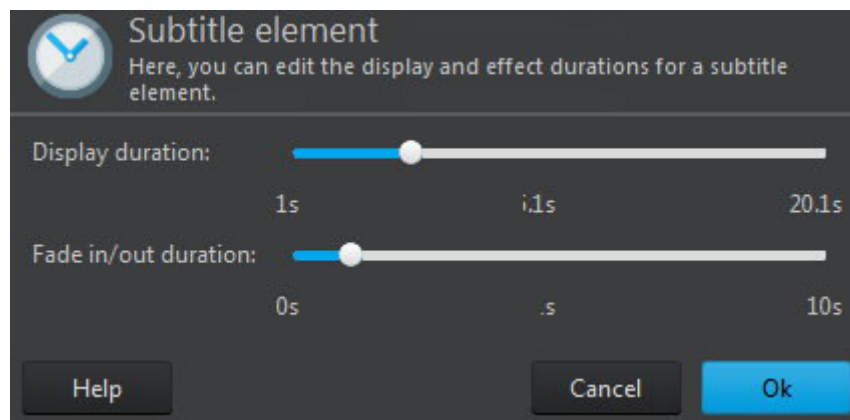 Subtitle element
Here, you can edit the display and effect durations for a subtitle
element.
Display duration:
1s
20.1s
Fade in/out duration:
0s
10s
Help
Cancel
Ok